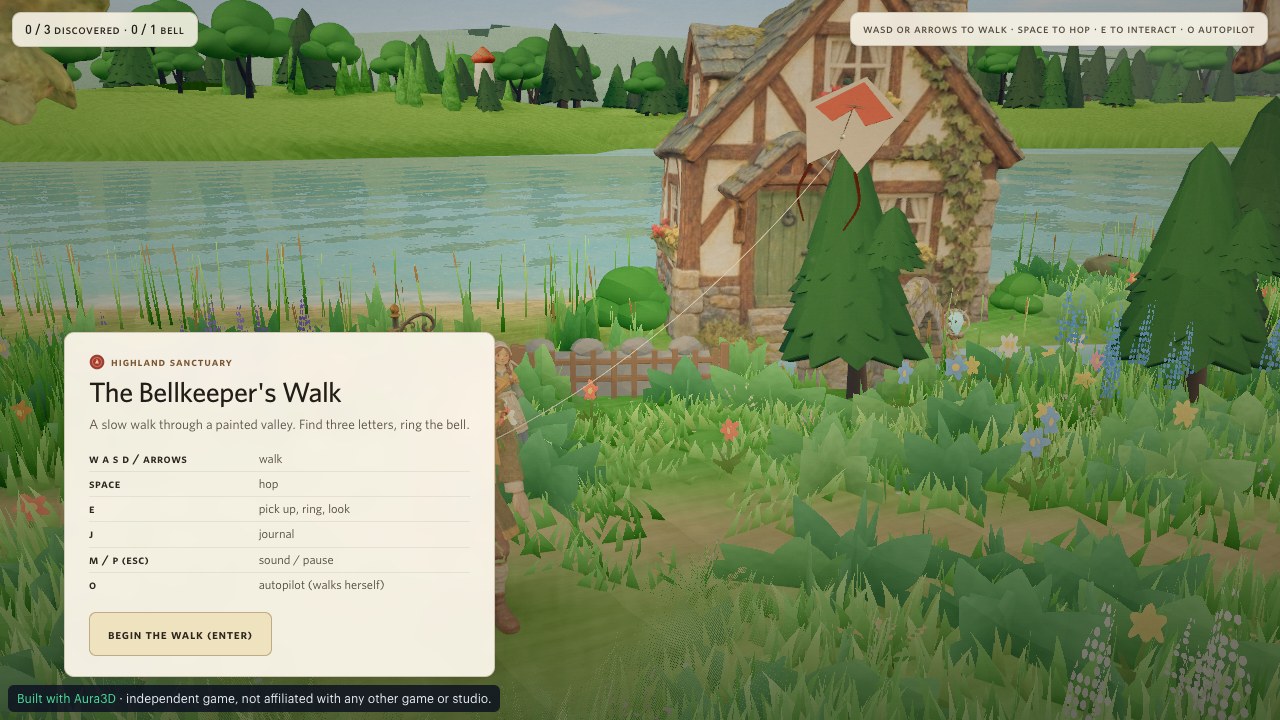 0 / 3 DISCOVERED · 0 / 1 BELL
WASD OR ARROWS TO WALK · SPACE TO HOP · E TO INTERACT · O AUTOPILOT
HIGHLAND SANCTUARY
The Bellkeeper's Walk
A slow walk through a painted valley. Find three letters, ring the bell.
W A S D / ARROWS walk
SPACE hop
E pick up, ring, look
J journal
M / P (ESC) sound / pause
O autopilot (walks herself)
BEGIN THE WALK (ENTER)
Built with Aura3D · independent game, not affiliated with any other game or studio.